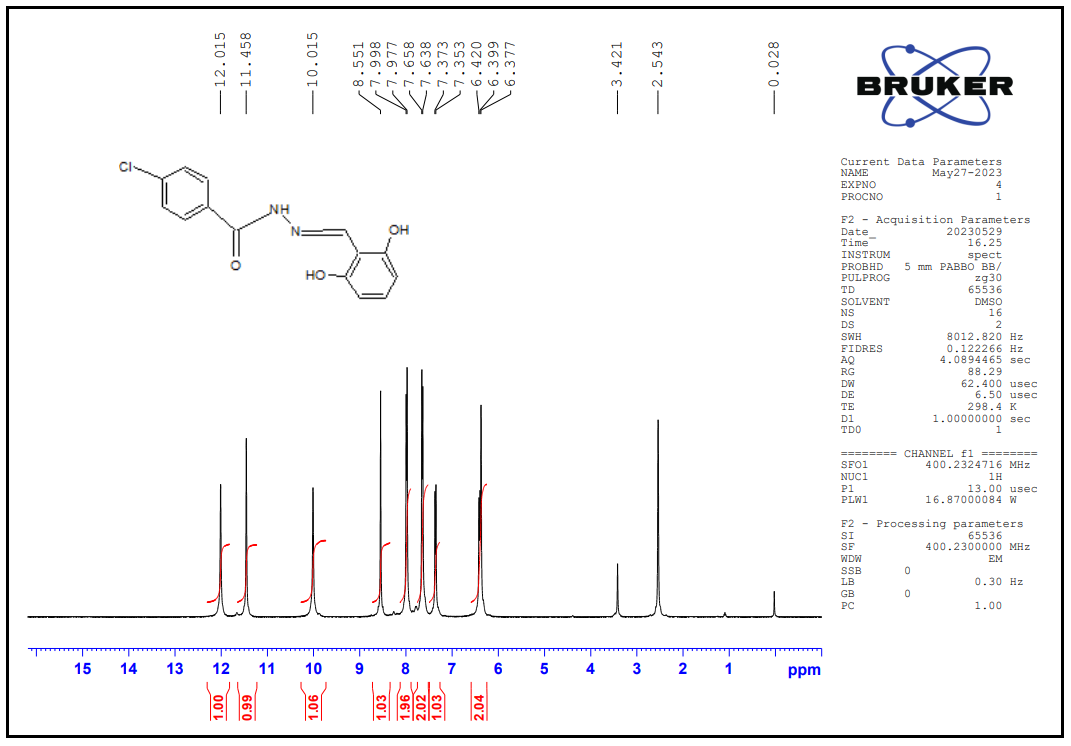 12.015
11.458
10.015
8.551
7.998
7.977
7.658
7.638
7.373
7.353
6.420
6.399
6.377
3.421
2.543
0.028
BRUKER
Cl
NH
N
OH
O
HO
Current Data Parameters
NAME May27-2023
EXPNO 4
PROCNO 1
F2 - Acquisition Parameters
Date_ 20230529
Time 16.25
INSTRUM spect
PROBHD 5 mm PABBO BB/
PULPROG zg30
TD 65536
SOLVENT DMSO
NS 16
DS 2
SWH 8012.820 Hz
FIDRES 0.122266 Hz
AQ 4.0894465 sec
RG 88.29
DW 62.400 usec
DE 6.50 usec
TE 298.4 K
D1 1.00000000 sec
TD0 1
======== CHANNEL f1 ========
SFO1 400.2324716 MHz
NUC1 1H
P1 13.00 usec
PLW1 16.87000084 W
F2 - Processing parameters
SI 65536
SF 400.2300000 MHz
WDW EM
SSB 0
LB 0.30 Hz
GB 0
PC 1.00
15 14 13 12 11 10 9 8 7 6 5 4 3 2 1 ppm
1.00
0.99
1.06
1.03
1.96
2.02
1.03
2.04